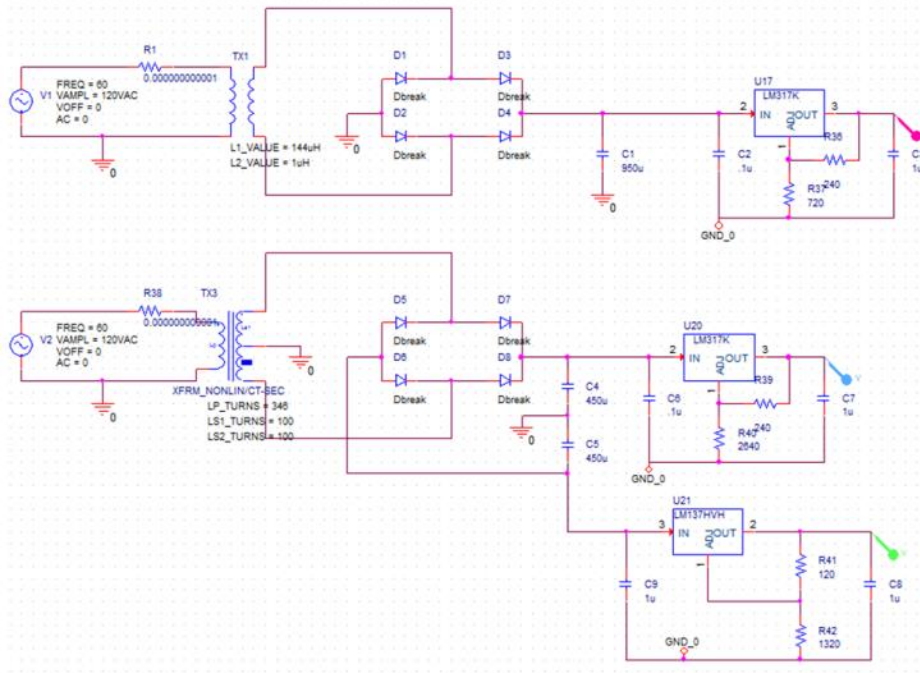 R1
0.000000000001
TX1
V1
FREQ = 60
VAMPL = 120VAC
VOFF = 0
AC = 0
0
L1_VALUE = 144uH
L2_VALUE = 1uH
D1
Dbreak
D2
Dbreak
D3
Dbreak
D4
Dbreak
0
C1
950u
0
C2
.1u
U17
LM317K
2
IN
OUT
3
ADJ
1
R36
240
R37
720
1u
GND_0
R38
0.000000000001
TX3
V2
FREQ = 60
VAMPL = 120VAC
VOFF = 0
AC = 0
0
0
XFRM_NONLIN/CT-SEC
LP_TURNS = 346
LS1_TURNS = 100
LS2_TURNS = 100
D5
Dbreak
D6
Dbreak
D7
Dbreak
D8
Dbreak
C4
450u
0
C5
450u
C6
.1u
U20
LM317K
2
IN
OUT
3
ADJ
1
R39
240
R40
2640
C7
1u
GND_0
U21
LM137HVH
3
IN
OUT
2
ADJ
1
C9
1u
R41
120
R42
1320
C8
1u
GND_0